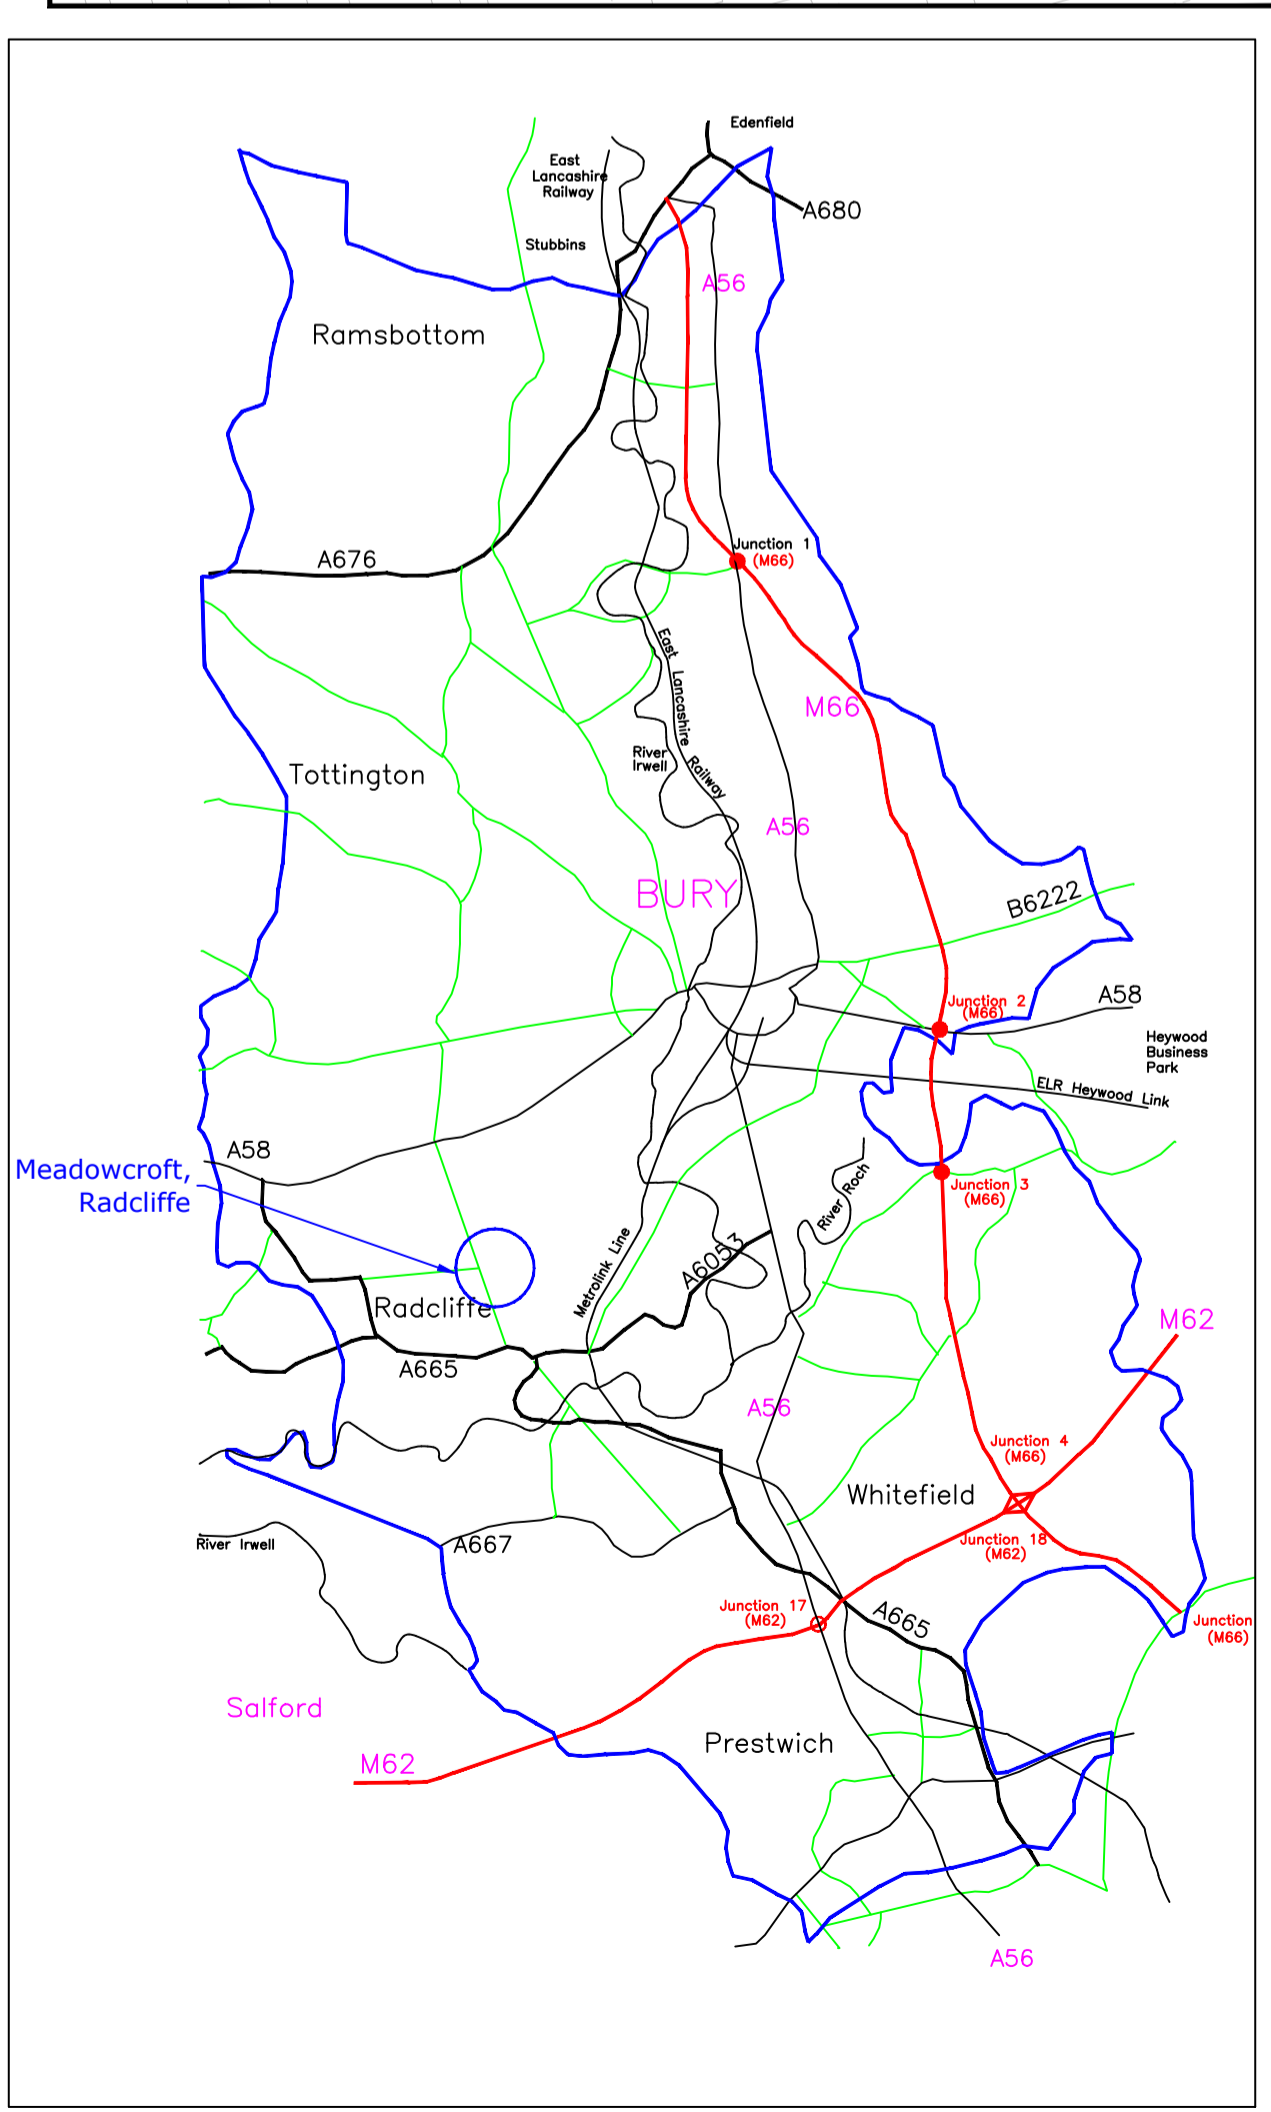 Edenfield
East
Lancashire
Railway
A680
Stubbins
A56
Ramsbottom
Junction 1
(M66)
A676
East Lancashire Railway
M66
River
Irwell
Tottington
A56
BURY
B6222
A58
Junction 2
(M66)
Heywood
Business
Park
ELR Heywood Link
A58
Meadowcroft,
Radcliffe
Junction 3
(M66)
River Roch
Metrolink Line
A6053
Radcliffe
M62
A665
A56
Junction 4
(M66)
Whitefield
River Irwell
A667
Junction 18
(M62)
Junction 17
(M62)
A665
Junction
(M66)
Salford
Prestwich
M62
A56